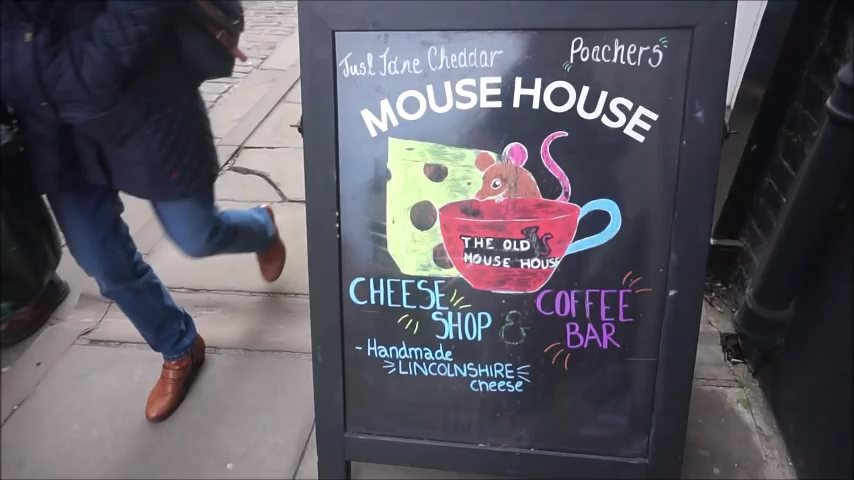 Just Jane Cheddar
Poachers
MOUSE HOUSE
THE OLD
MOUSE HOUSE
CHEESE
SHOP &
COFFEE
BAR
- Handmade
LINCOLNSHIRE
cheese